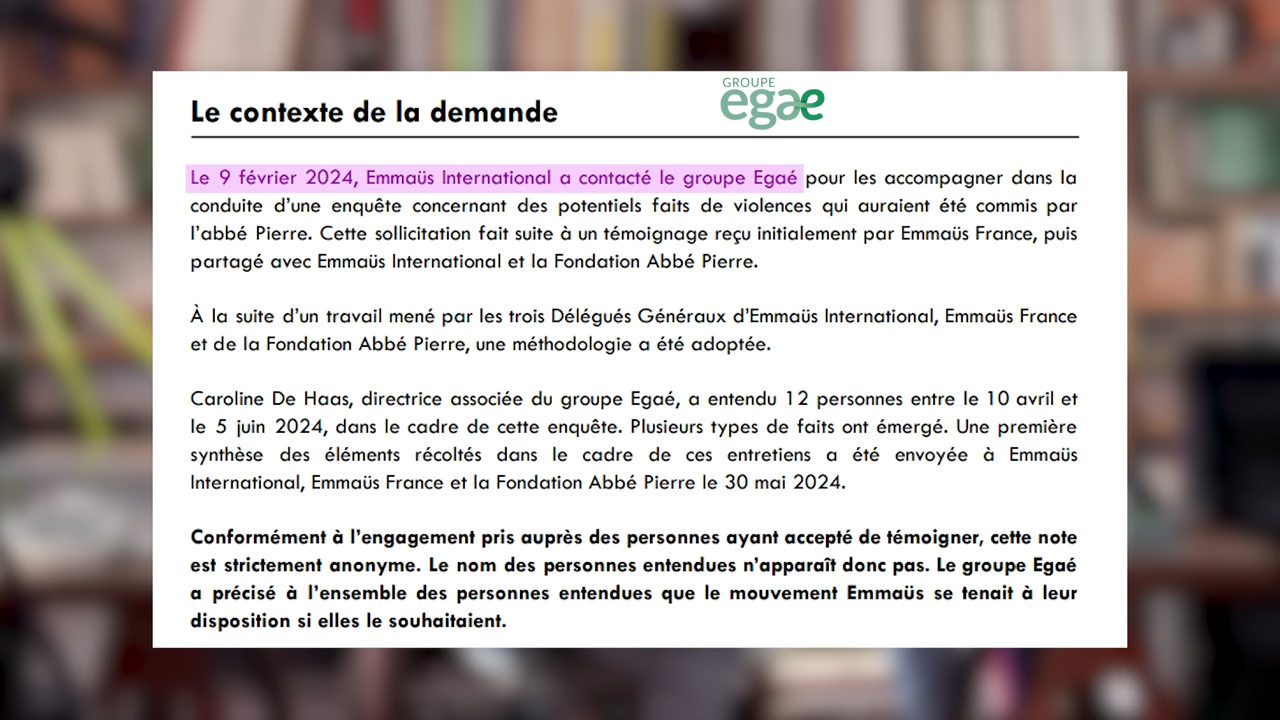 GROUPE
egae
Le contexte de la demande
Le 9 février 2024, Emmaüs International a contacté le groupe Egaé pour les accompagner dans la
conduite d’une enquête concernant des potentiels faits de violences qui auraient été commis par
l’abbé Pierre. Cette sollicitation fait suite à un témoignage reçu initialement par Emmaüs France, puis
partagé avec Emmaüs International et la Fondation Abbé Pierre.
À la suite d’un travail mené par les trois Délégués Généraux d’Emmaüs International, Emmaüs France
et de la Fondation Abbé Pierre, une méthodologie a été adoptée.
Caroline De Haas, directrice associée du groupe Egaé, a entendu 12 personnes entre le 10 avril et
le 5 juin 2024, dans le cadre de cette enquête. Plusieurs types de faits ont émergé. Une première
synthèse des éléments récoltés dans le cadre de ces entretiens a été envoyée à Emmaüs
International, Emmaüs France et la Fondation Abbé Pierre le 30 mai 2024.
Conformément à l’engagement pris auprès des personnes ayant accepté de témoigner, cette note
est strictement anonyme. Le nom des personnes entendues n’apparaît donc pas. Le groupe Egaé
a précisé à l’ensemble des personnes entendues que le mouvement Emmaüs se tenait à leur
disposition si elles le souhaitaient.